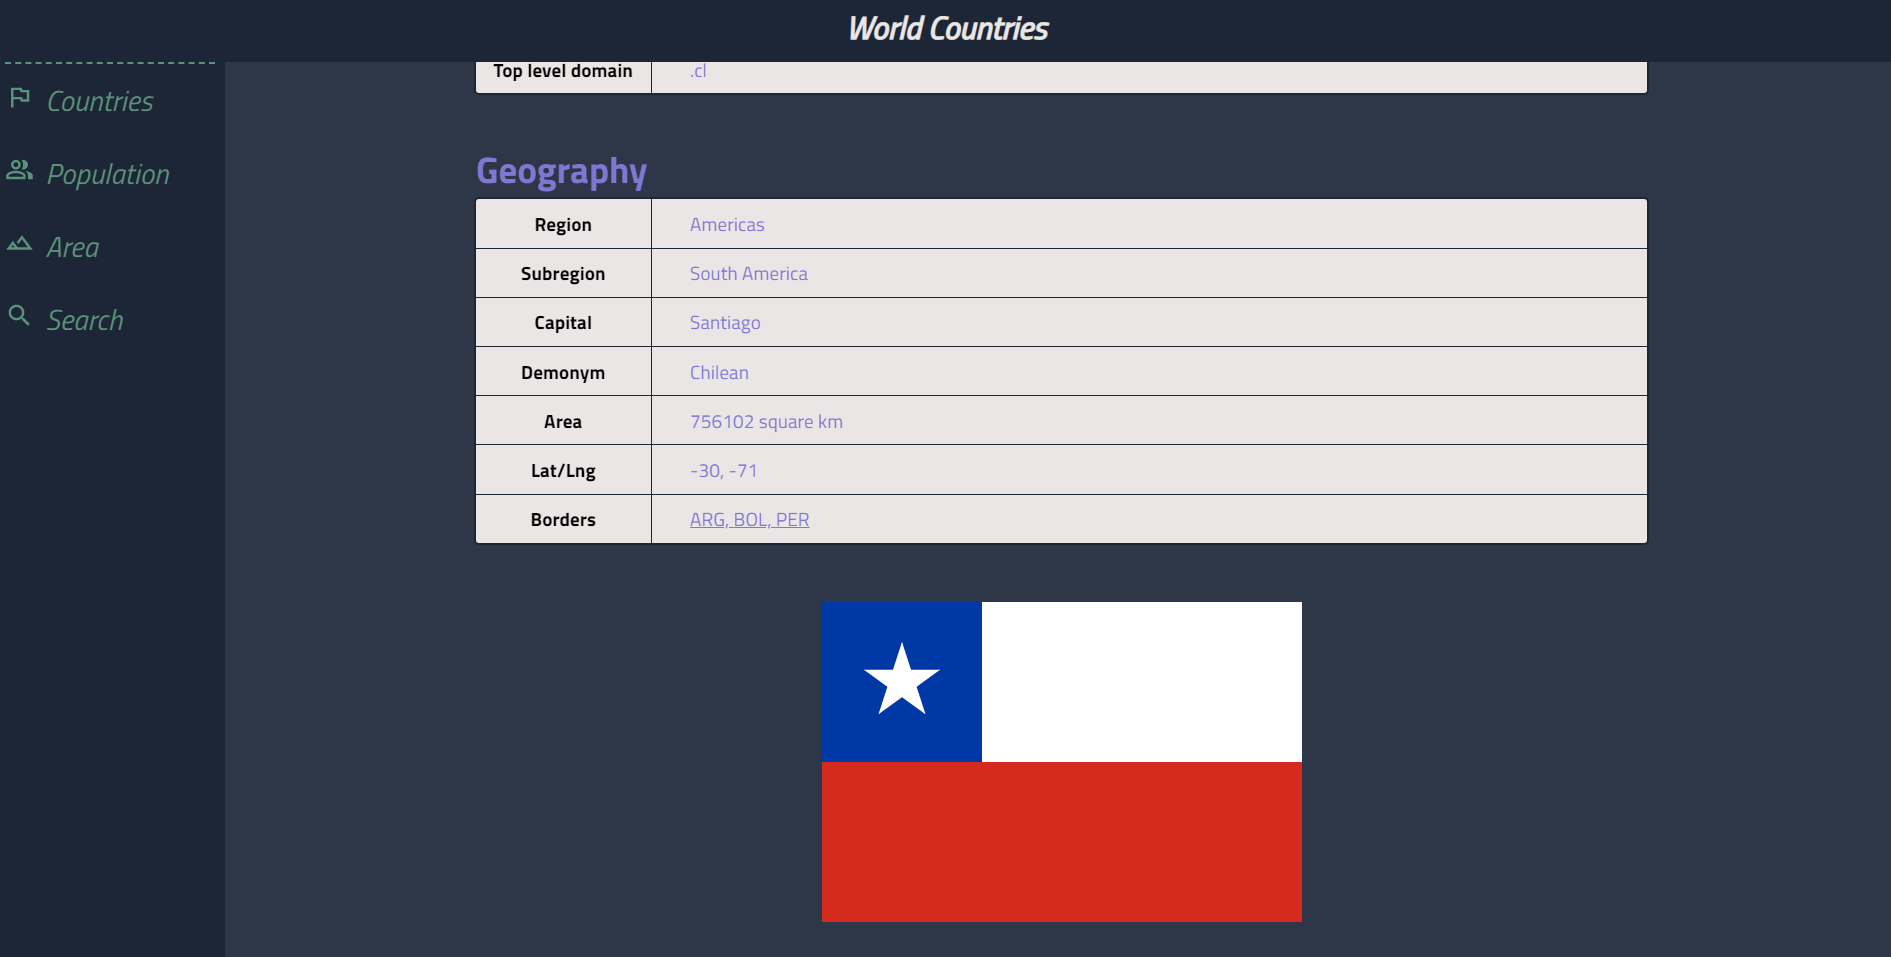 World Countries
Countries
Population
Area
Search
Top level domain .cl
Geography
Region Americas
Subregion South America
Capital Santiago
Demonym Chilean
Area 756102 square km
Lat/Lng -30, -71
Borders ARG, BOL, PER